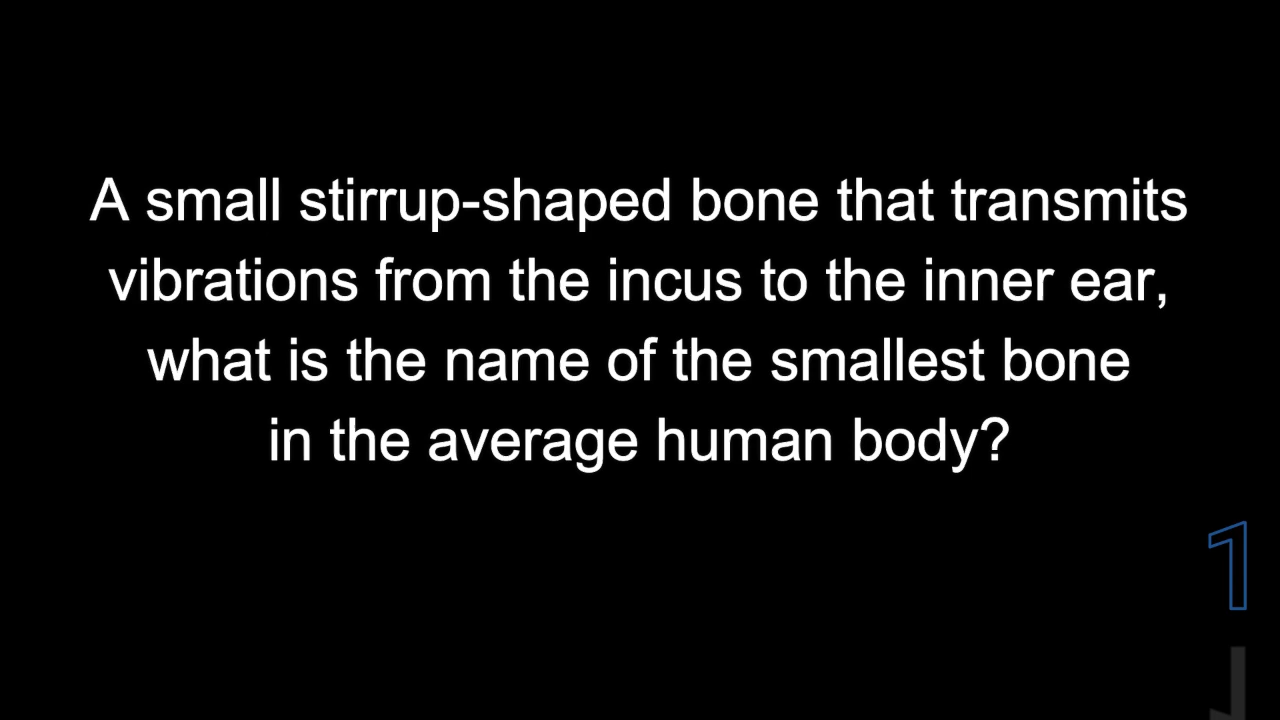 A small stirrup-shaped bone that transmits
vibrations from the incus to the inner ear,
what is the name of the smallest bone
in the average human body?
1